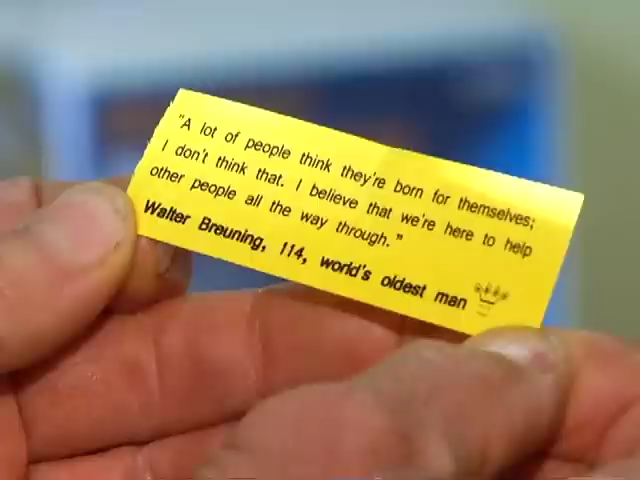 "A lot of people think they're born for themselves;
I don't think that. I believe that we're here to help
other people all the way through."
Walter Breuning, 114, world's oldest man